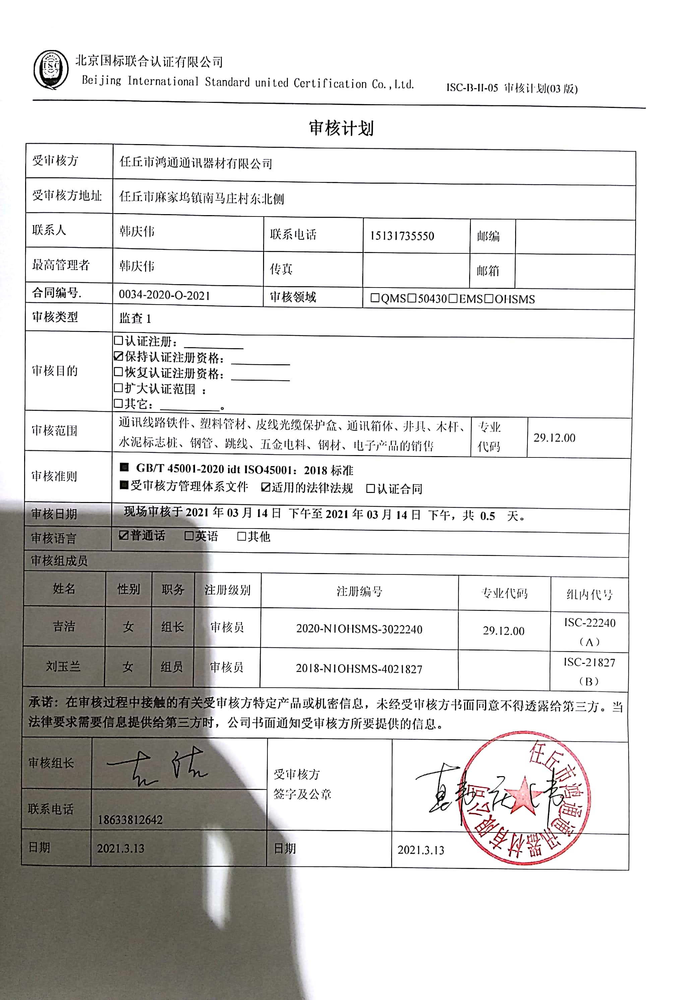 ISC
北京国标联合认证有限公司
Beijing International Standard united Certification Co.,Ltd.
ISC-B-II-05 审核计划(03版)
审核计划
受审核方 任丘市鸿通通讯器材有限公司
受审核方地址 任丘市麻家坞镇南马庄村东北侧
联系人 韩庆伟 联系电话 15131735550 邮编
最高管理者 韩庆伟 传真 邮箱
合同编号. 0034-2020-O-2021 审核领域 □QMS□50430□EMS□OHSMS
审核类型 监查 1
审核目的
□认证注册：
☑保持认证注册资格：
□恢复认证注册资格：
□扩大认证范围 ：
□其它： 。
审核范围
通讯线路铁件、塑料管材、皮线光缆保护盒、通讯箱体、井具、木杆、
水泥标志桩、钢管、跳线、五金电料、钢材、电子产品的销售
专业
代码
29.12.00
审核准则
■ GB/T 45001-2020 idt ISO45001：2018 标准
■受审核方管理体系文件 ☑适用的法律法规 □认证合同
审核日期 现场审核于 2021 年 03 月 14 日 下午至 2021 年 03 月 14 日 下午，共 0.5 天。
审核语言 ☑普通话 □英语 □其他
审核组成员
姓名 性别 职务 注册级别 注册编号 专业代码 组内代号
吉洁 女 组长 审核员 2020-N1OHSMS-3022240 29.12.00 ISC-22240
（A）
刘玉兰 女 组员 审核员 2018-N1OHSMS-4021827 ISC-21827
（B）
承诺：在审核过程中接触的有关受审核方特定产品或机密信息，未经受审核方书面同意不得透露给第三方。当
法律要求需要信息提供给第三方时，公司书面通知受审核方所要提供的信息。
审核组长 吉洁
受审核方
签字及公章
任丘市鸿通通讯器材有限公司
联系电话 18633812642
日期 2021.3.13 日期 2021.3.13